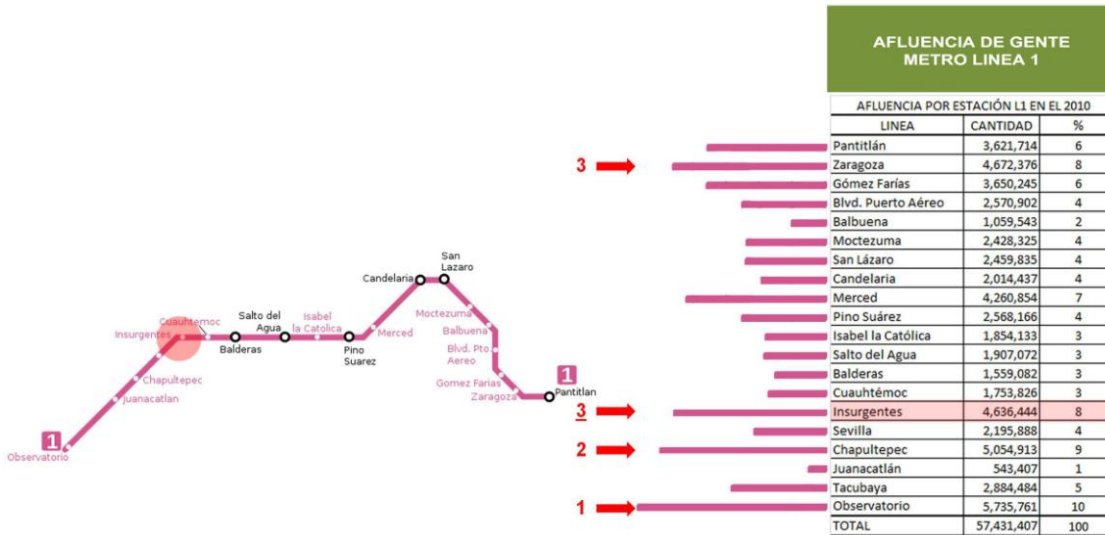 AFLUENCIA DE GENTE
METRO LINEA 1
AFLUENCIA POR ESTACIÓN L1 EN EL 2010
LINEA CANTIDAD %
Pantitlán 3,621,714 6
3 Zaragoza 4,672,376 8
Gómez Farías 3,650,245 6
Blvd. Puerto Aéreo 2,570,902 4
Balbuena 1,059,543 2
Moctezuma 2,428,325 4
San Lázaro 2,459,835 4
Candelaria 2,014,437 4
Merced 4,260,854 7
Pino Suárez 2,568,166 4
Isabel la Católica 1,854,133 3
Salto del Agua 1,907,072 3
Balderas 1,559,082 3
Cuauhtémoc 1,753,826 3
3 Insurgentes 4,636,444 8
Sevilla 2,195,888 4
2 Chapultepec 5,054,913 9
Juanacatlán 543,407 1
Tacubaya 2,884,484 5
1 Observatorio 5,735,761 10
TOTAL 57,431,407 100
1
Observatorio
Juanacatlan
Chapultepec
Insurgentes
Cuauhtemoc
Balderas
Salto del
Agua
Isabel
la Catolica
Pino
Suarez
Merced
Candelaria
San
Lazaro
Moctezuma
Balbuena
Blvd. Pto.
Aereo
Gomez Farias
Zaragoza
1
Pantitlan